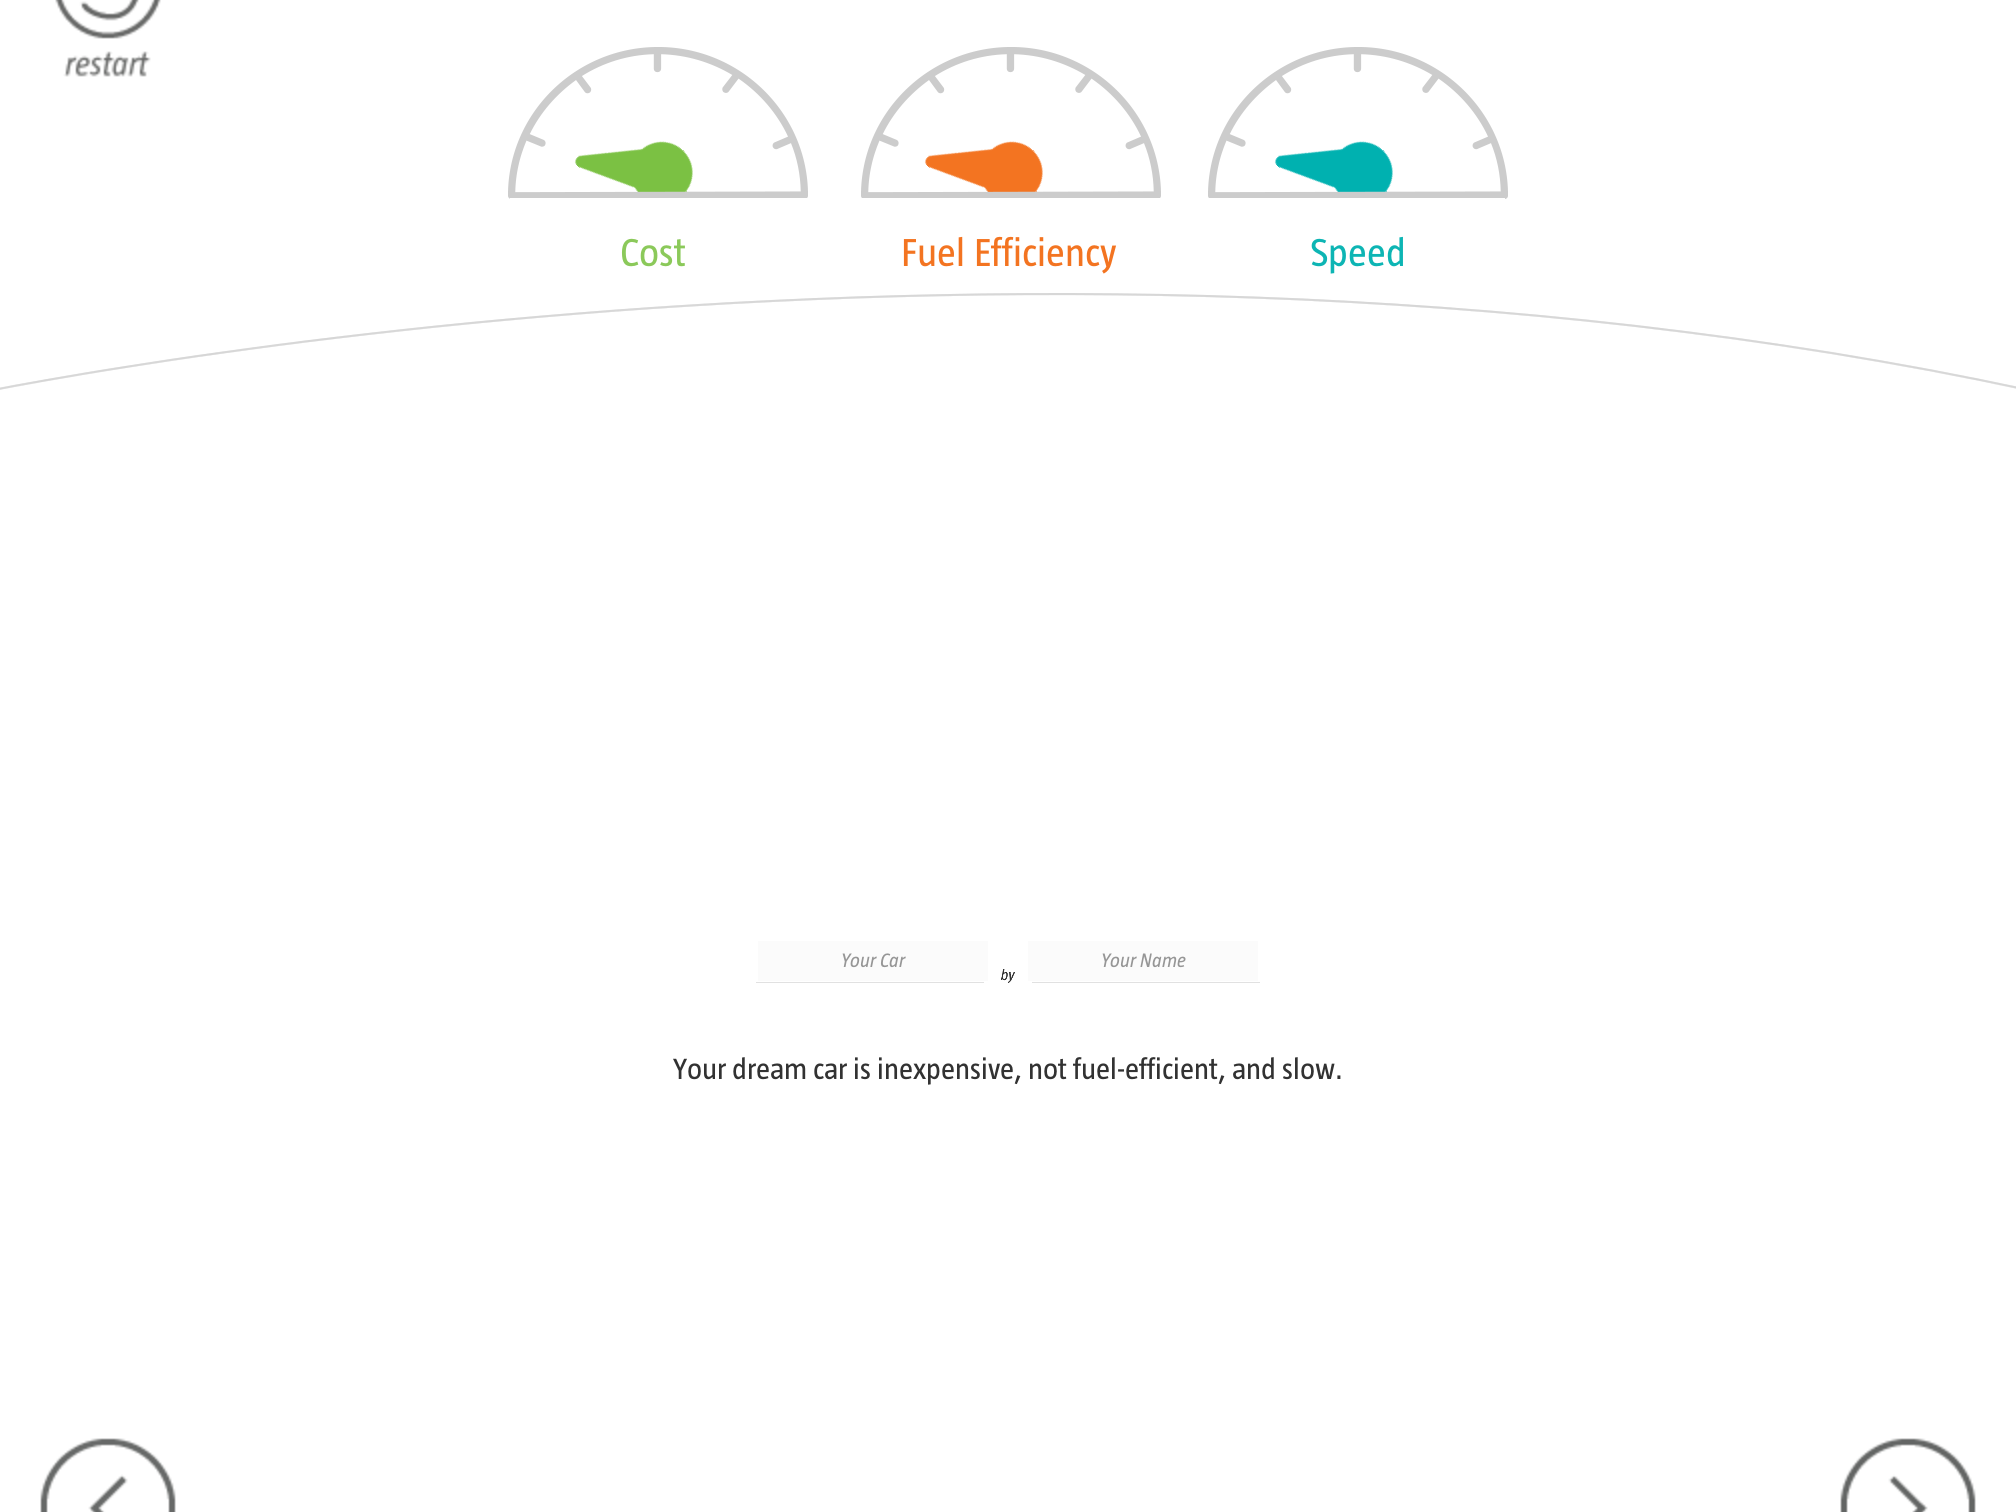 restart
Cost
Fuel Efficiency
Speed
Your Car by Your Name
Your dream car is inexpensive, not fuel-efficient, and slow.